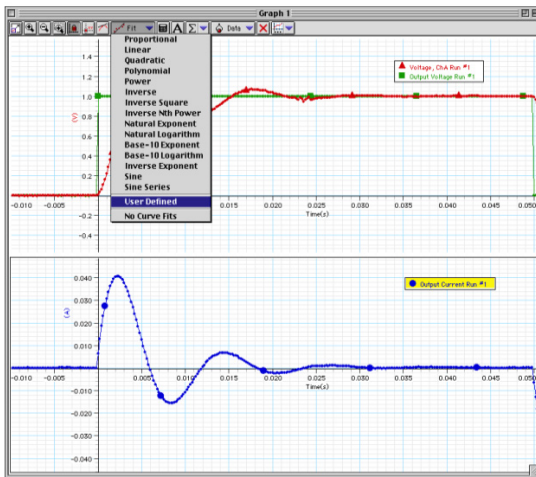 Graph 1
Fit
A
Σ
Data
Proportional
Linear
Quadratic
Polynomial
Power
Inverse
Inverse Square
Inverse Nth Power
Natural Exponent
Natural Logarithm
Base-10 Exponent
Base-10 Logarithm
Inverse Exponent
Sine
Sine Series
User Defined
No Curve Fits
Voltage, ChA Run #1
Output Voltage Run #1
(V)
1.4
1.2
1.0
0.8
0.6
0.4
0.2
-0.2
-0.4
-0.010 -0.005 0.015 0.020 0.025 0.030 0.035 0.040 0.045 0.050
Time(s)
Output Current Run #1
(A)
0.040
0.030
0.020
0.010
-0.010
-0.020
-0.030
-0.040
-0.010 -0.005 0.005 0.010 0.015 0.020 0.025 0.030 0.035 0.040 0.045 0.050
Time(s)